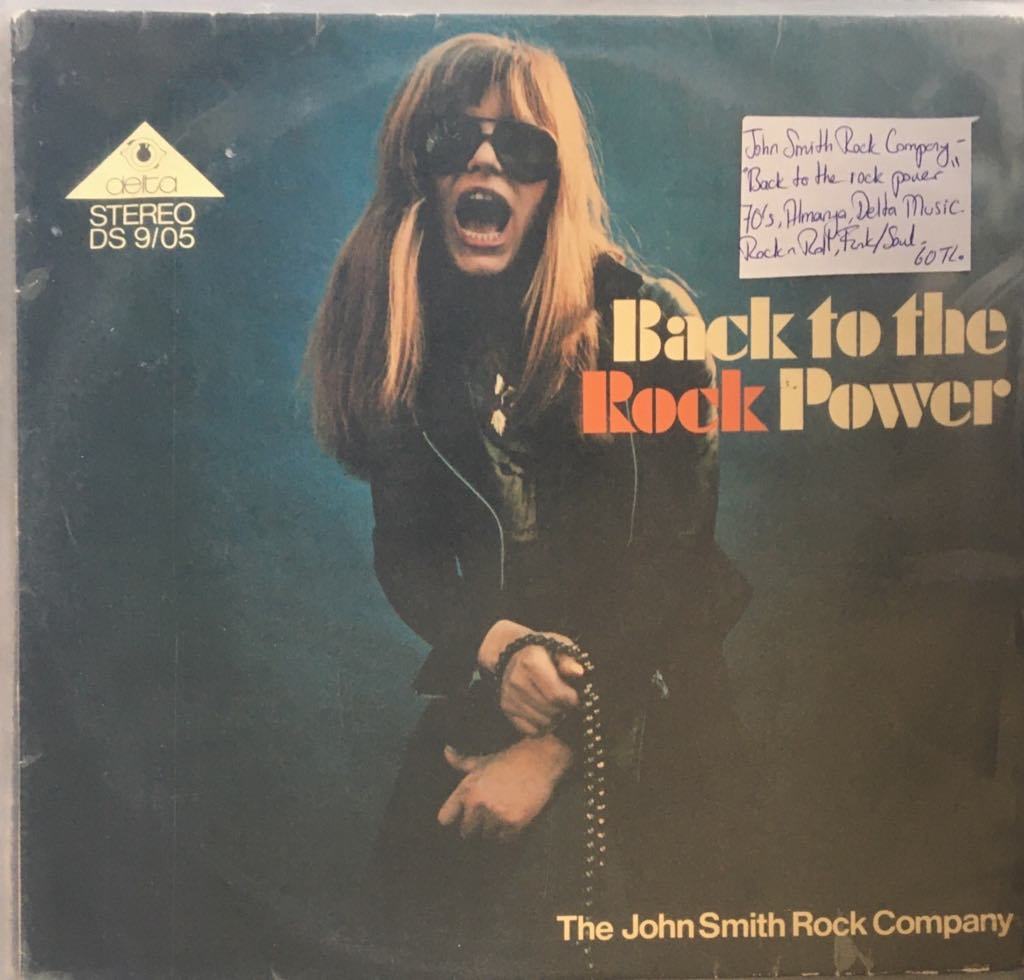 delta
STEREO
DS 9/05
John Smith Rock Company -
"Back to the rock power"
70's, Almanya, Delta Music.
Rock n Roll, Funk/Soul -
60 TL.
Back to the
Rock Power
The John Smith Rock Company